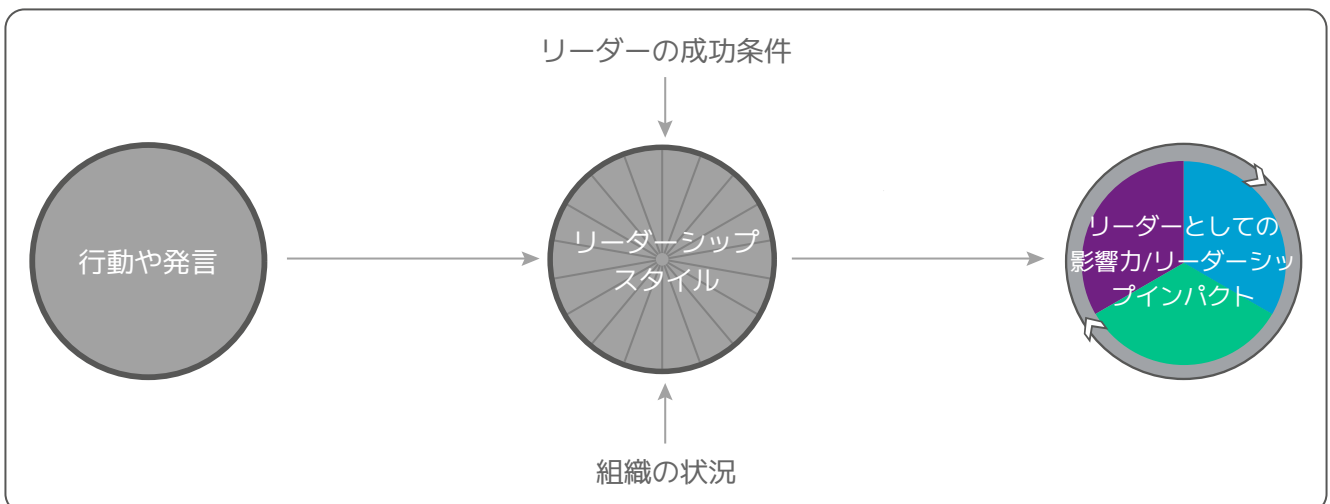 リーダーの成功条件
行動や発言
リーダーシップ
スタイル
リーダーとしての
影響力/リーダーシッ
プインパクト
組織の状況